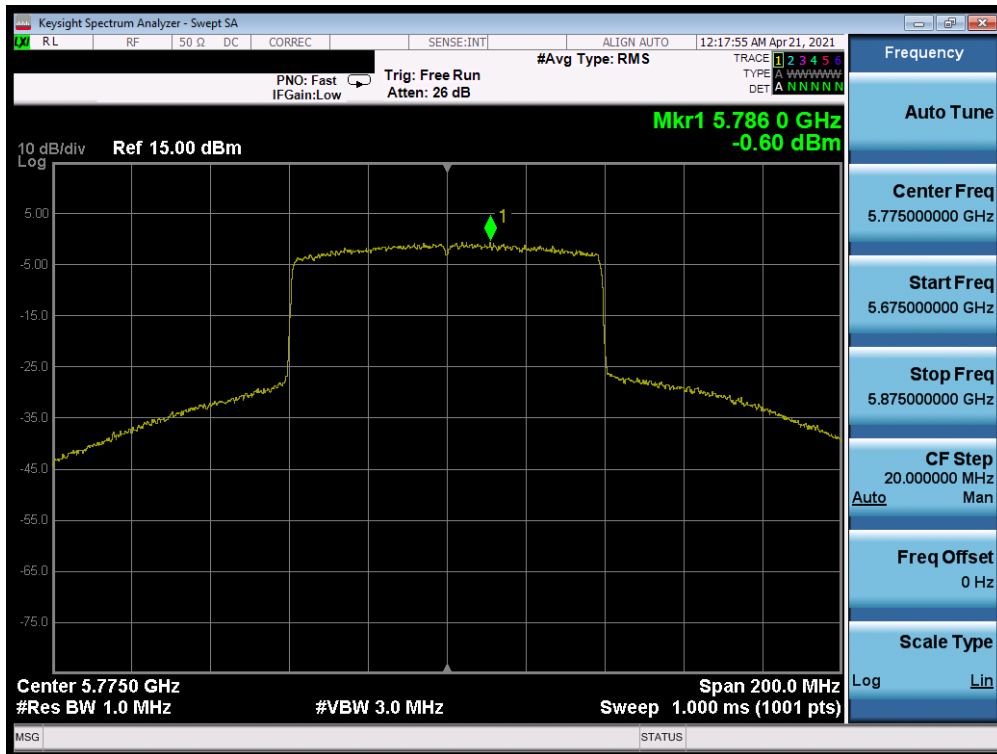 Keysight Spectrum Analyzer - Swept SA
LXI RL RF 50 Ω DC CORREC SENSE:INT ALIGN AUTO 12:17:55 AM Apr 21, 2021
#Avg Type: RMS
TRACE 1 2 3 4 5 6
TYPE A WWWWW
DET A N N N N N
PNO: Fast
IFGain:Low
Trig: Free Run
Atten: 26 dB
Mkr1 5.786 0 GHz
-0.60 dBm
10 dB/div Ref 15.00 dBm
Log
5.00
-5.00
-15.0
-25.0
-35.0
-45.0
-55.0
-65.0
-75.0
1
Center 5.7750 GHz Span 200.0 MHz
#Res BW 1.0 MHz #VBW 3.0 MHz Sweep 1.000 ms (1001 pts)
MSG STATUS
Frequency
Auto Tune
Center Freq
5.775000000 GHz
Start Freq
5.675000000 GHz
Stop Freq
5.875000000 GHz
CF Step
20.000000 MHz
Auto Man
Freq Offset
0 Hz
Scale Type
Log Lin